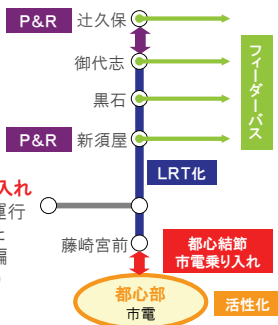 P&R 辻久保
御代志
黒石
P&R 新須屋
フィーダーバス
LRT化
入れ
運行
と
編
藤崎宮前
都心結節
市電乗り入れ
都心部
市電
活性化